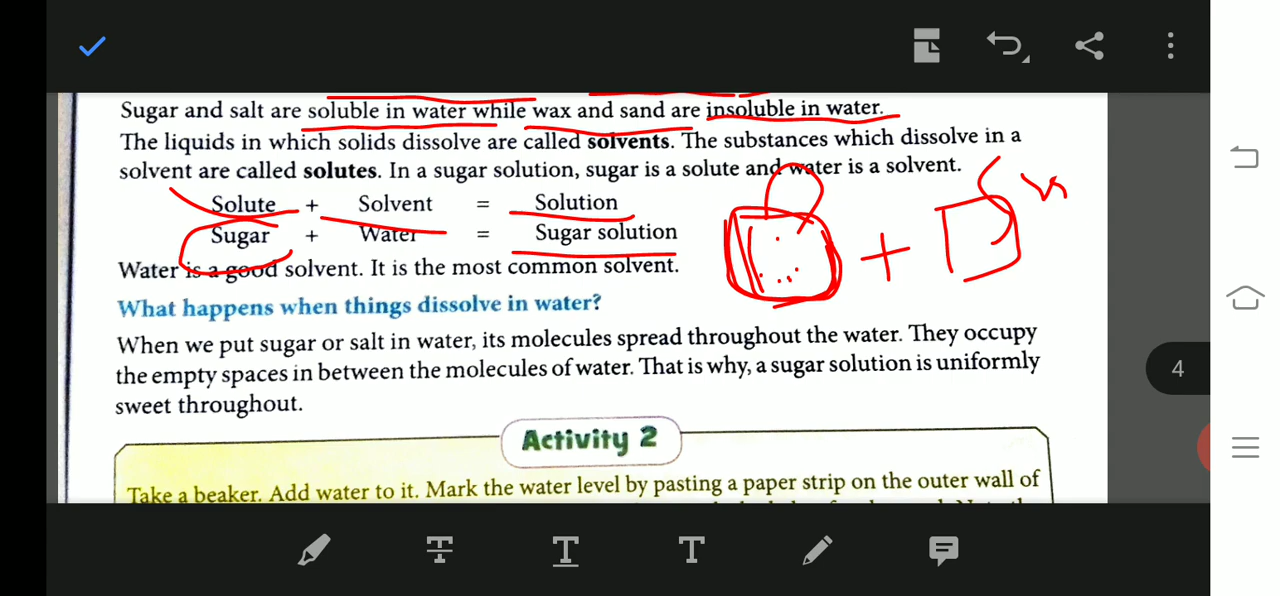 Sugar and salt are soluble in water while wax and sand are insoluble in water.
The liquids in which solids dissolve are called solvents. The substances which dissolve in a
solvent are called solutes. In a sugar solution, sugar is a solute and water is a solvent.
Solute + Solvent = Solution
Sugar + Water = Sugar solution
Water is a good solvent. It is the most common solvent.
What happens when things dissolve in water?
When we put sugar or salt in water, its molecules spread throughout the water. They occupy
the empty spaces in between the molecules of water. That is why, a sugar solution is uniformly
sweet throughout.
4
Activity 2
Take a beaker. Add water to it. Mark the water level by pasting a paper strip on the outer wall of